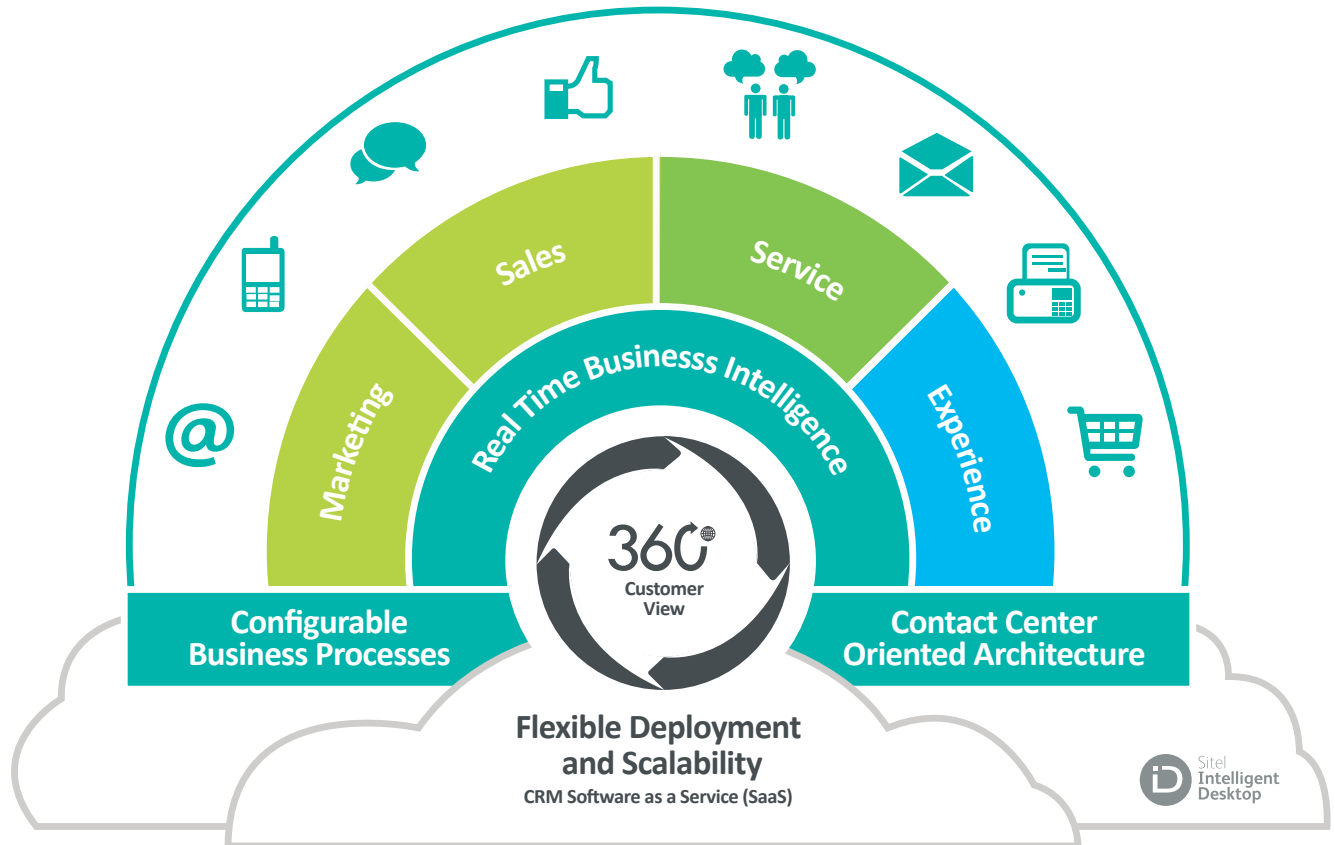 @
Sales
Service
Marketing
Experience
Real Time Businesss Intelligence
360°
Customer
View
Configurable
Business Processes
Contact Center
Oriented Architecture
Flexible Deployment
and Scalability
CRM Software as a Service (SaaS)
iD
Sitel
Intelligent
Desktop